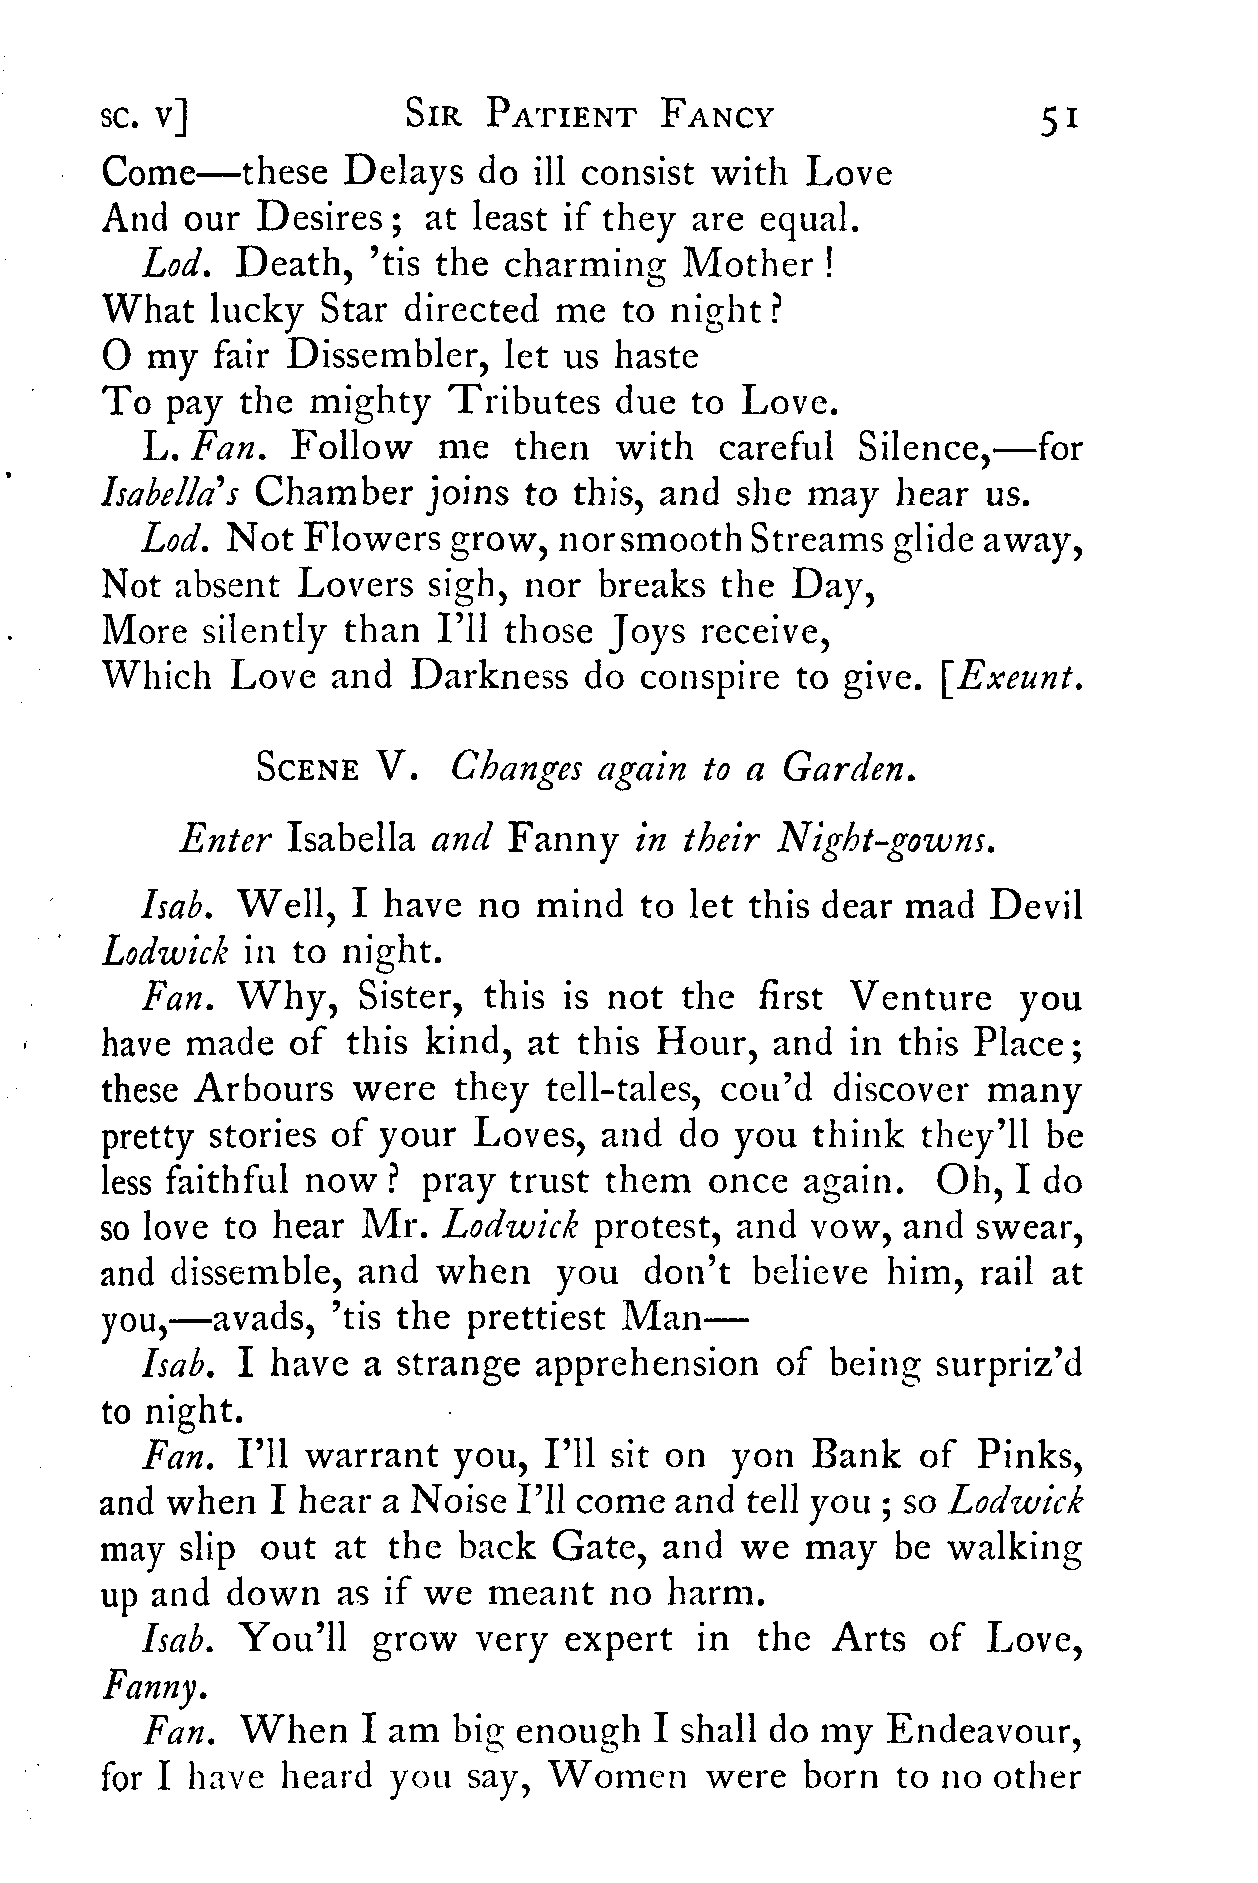 sc. v] Sir Patient Fancy 51
Come—these Delays do ill consist with Love
And our Desires; at least if they are equal.
Lod. Death, 'tis the charming Mother!
What lucky Star directed me to night?
O my fair Dissembler, let us haste
To pay the mighty Tributes due to Love.
L. Fan. Follow me then with careful Silence,—for
Isabella's Chamber joins to this, and she may hear us.
Lod. Not Flowers grow, nor smooth Streams glide away,
Not absent Lovers sigh, nor breaks the Day,
More silently than I'll those Joys receive,
Which Love and Darkness do conspire to give. [Exeunt.
Scene V. Changes again to a Garden.
Enter Isabella and Fanny in their Night-gowns.
Isab. Well, I have no mind to let this dear mad Devil
Lodwick in to night.
Fan. Why, Sister, this is not the first Venture you
have made of this kind, at this Hour, and in this Place;
these Arbours were they tell-tales, cou'd discover many
pretty stories of your Loves, and do you think they'll be
less faithful now? pray trust them once again. Oh, I do
so love to hear Mr. Lodwick protest, and vow, and swear,
and dissemble, and when you don't believe him, rail at
you,—avads, 'tis the prettiest Man—
Isab. I have a strange apprehension of being surpriz'd
to night.
Fan. I'll warrant you, I'll sit on yon Bank of Pinks,
and when I hear a Noise I'll come and tell you; so Lodwick
may slip out at the back Gate, and we may be walking
up and down as if we meant no harm.
Isab. You'll grow very expert in the Arts of Love,
Fanny.
Fan. When I am big enough I shall do my Endeavour,
for I have heard you say, Women were born to no other